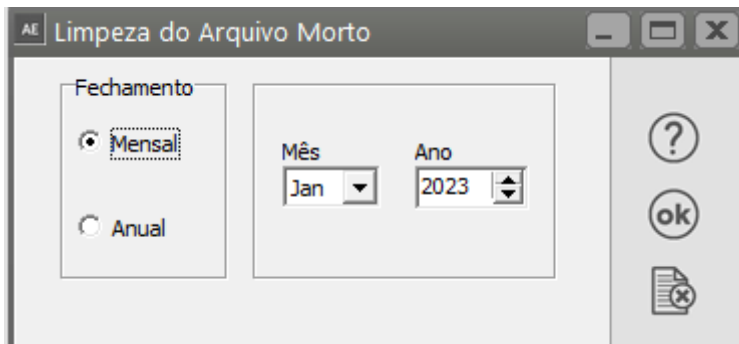 AE Limpeza do Arquivo Morto
Fechamento
Mensal
Anual
Mês
Ano
Jan
2023
?
ok